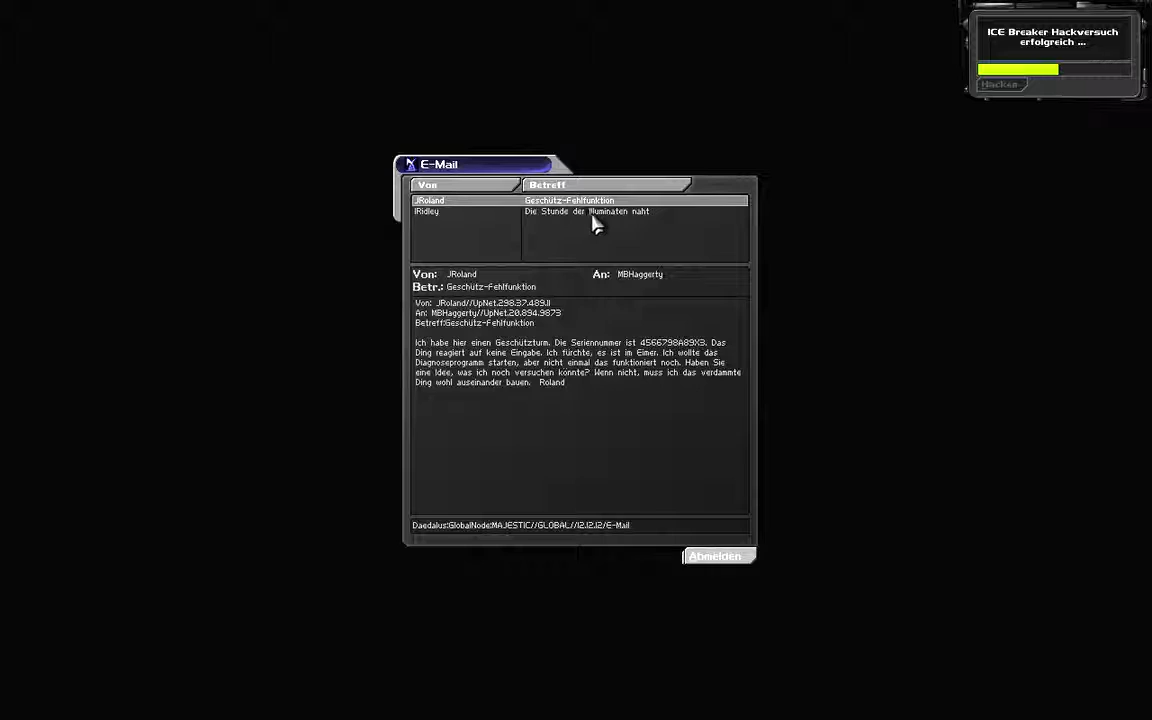 ICE Breaker Hackversuch
erfolgreich ...
Hacken
E-Mail
Von Betreff
JRoland Geschütz-Fehlfunktion
IRidley Die Stunde der Illuminaten naht
Von: JRoland An: MBHaggerty
Betr.: Geschütz-Fehlfunktion
Von: JRoland//UpNet.298.37.489.11
An: MBHaggerty//UpNet.20.894.9873
Betreff:Geschütz-Fehlfunktion
Ich habe hier einen Geschützturm. Die Seriennummer ist 4566798A89X3. Das
Ding reagiert auf keine Eingabe. Ich fürchte, es ist im Eimer. Ich wollte das
Diagnoseprogramm starten, aber nicht einmal das funktioniert noch. Haben Sie
eine Idee, was ich noch versuchen könnte? Wenn nicht, muss ich das verdammte
Ding wohl auseinander bauen. Roland
Daedalus:GlobalNode:MAJESTIC//GLOBAL//12.12.12/E-Mail
Abmelden